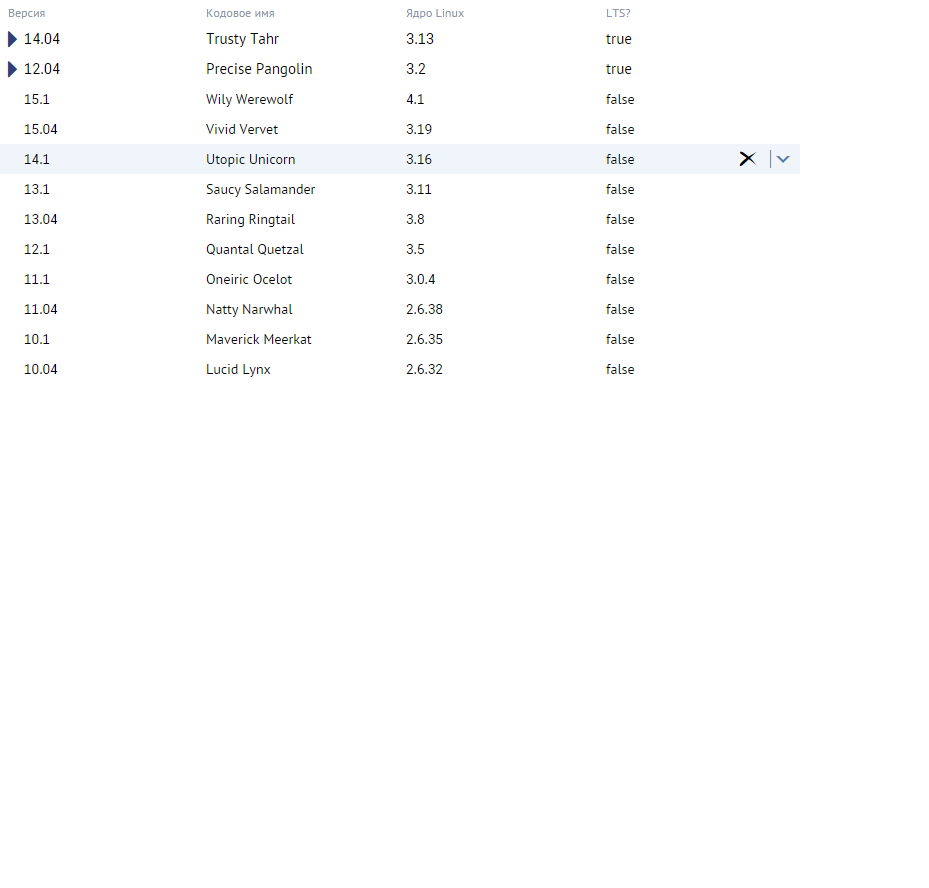 Версия Кодовое имя Ядро Linux LTS?
14.04 Trusty Tahr 3.13 true
12.04 Precise Pangolin 3.2 true
15.1 Wily Werewolf 4.1 false
15.04 Vivid Vervet 3.19 false
14.1 Utopic Unicorn 3.16 false
13.1 Saucy Salamander 3.11 false
13.04 Raring Ringtail 3.8 false
12.1 Quantal Quetzal 3.5 false
11.1 Oneiric Ocelot 3.0.4 false
11.04 Natty Narwhal 2.6.38 false
10.1 Maverick Meerkat 2.6.35 false
10.04 Lucid Lynx 2.6.32 false